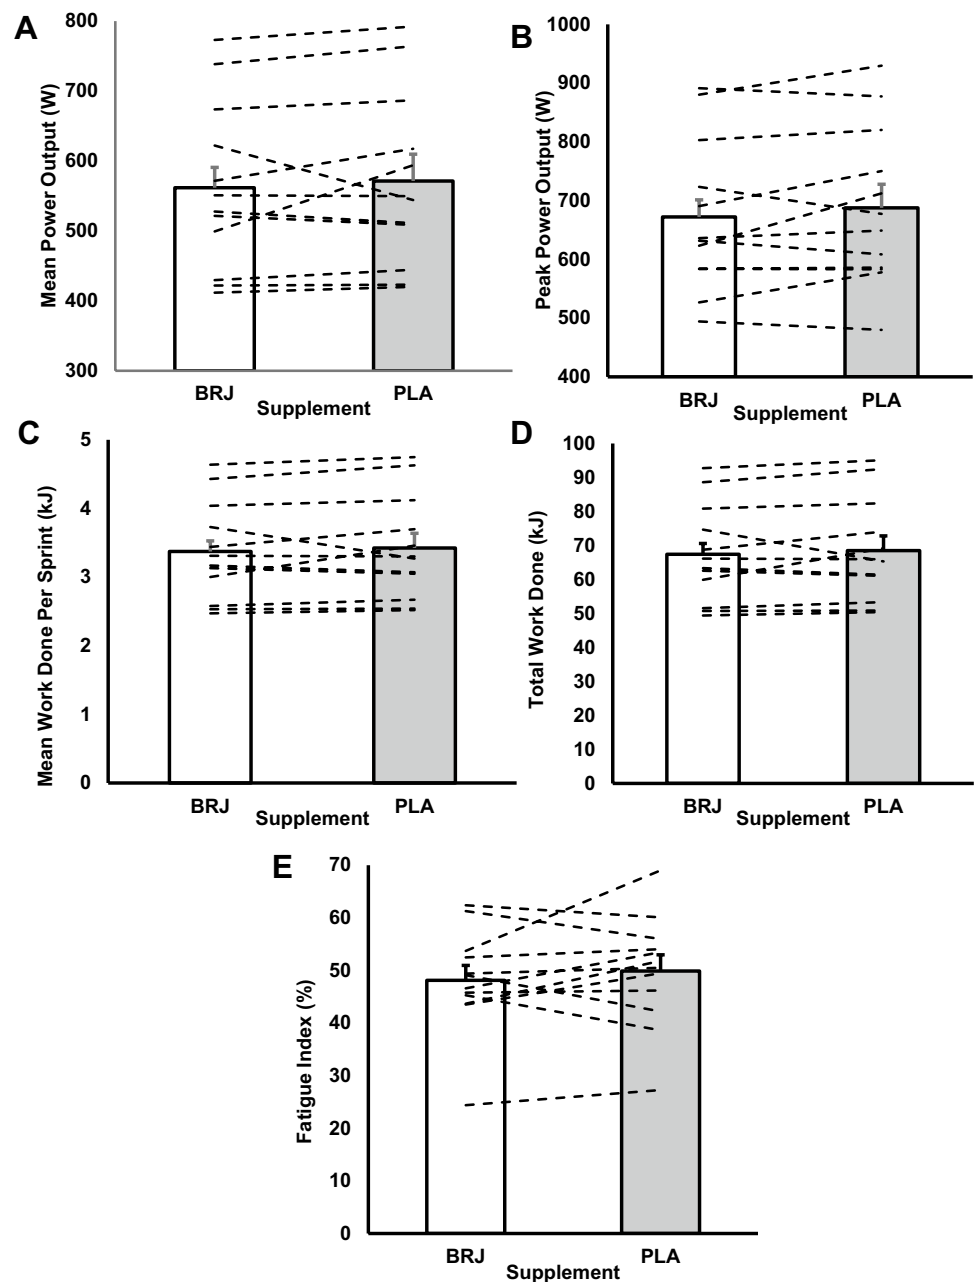 A
Mean Power Output (W)
800
700
600
500
400
300
BRJ
PLA
Supplement
B
Peak Power Output (W)
1000
900
800
700
600
500
400
BRJ
PLA
Supplement
C
Mean Work Done Per Sprint (kJ)
5
4
3
2
1
0
BRJ
PLA
Supplement
D
Total Work Done (kJ)
100
90
80
70
60
50
40
30
20
10
0
BRJ
PLA
Supplement
E
Fatigue Index (%)
70
60
50
40
30
20
10
0
BRJ
PLA
Supplement